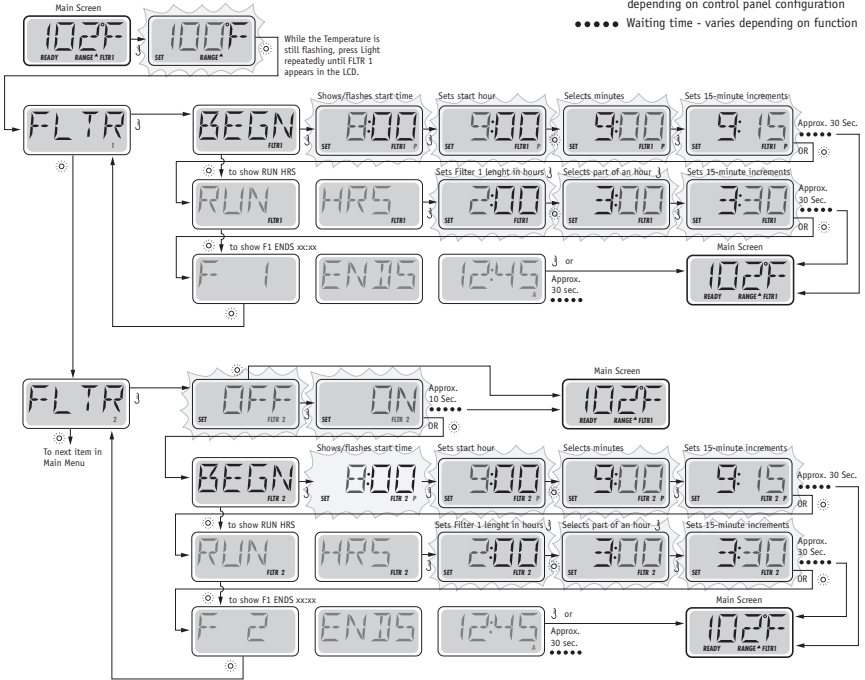 depending on control panel configuration
Waiting time - varies depending on function
Main Screen
102°F
READY RANGE FLTR1
100°F
SET RANGE
While the Temperature is
still flashing, press Light
repeatedly until FLTR 1
appears in the LCD.
Shows/flashes start time
Sets start hour
Selects minutes
Sets 15-minute increments
FLTR
1
BEGN
FLTR1
8:00
SET FLTR1 P
9:00
SET FLTR1 P
9:00
SET FLTR1 P
9:15
SET FLTR1 P
Approx. 30 Sec.
OR
to show RUN HRS
Sets Filter 1 lenght in hours
Selects part of an hour
Sets 15-minute increments
RUN
FLTR1
HRS
FLTR1
2:00
SET FLTR1
3:00
SET FLTR1
3:30
SET FLTR1
Approx.
30 Sec.
OR
to show F1 ENDS xx:xx
F 1
ENDS
12:45
A
or
Approx.
30 sec.
Main Screen
102°F
READY RANGE FLTR1
FLTR
2
To next item in
Main Menu
OFF
SET FLTR 2
ON
SET FLTR 2
Approx.
10 Sec.
OR
Main Screen
102°F
READY RANGE FLTR1
Shows/flashes start time
Sets start hour
Selects minutes
Sets 15-minute increments
BEGN
FLTR 2
8:00
SET FLTR 2 P
9:00
SET FLTR 2 P
9:00
SET FLTR 2 P
9:15
SET FLTR 2 P
Approx. 30 Sec.
OR
to show RUN HRS
Sets Filter 1 lenght in hours
Selects part of an hour
Sets 15-minute increments
RUN
FLTR 2
HRS
FLTR 2
2:00
SET FLTR 2
3:00
SET FLTR 2
3:30
SET FLTR 2
Approx.
30 Sec.
OR
to show F1 ENDS xx:xx
F 2
ENDS
12:45
A
or
Approx.
30 sec.
Main Screen
102°F
READY RANGE FLTR1